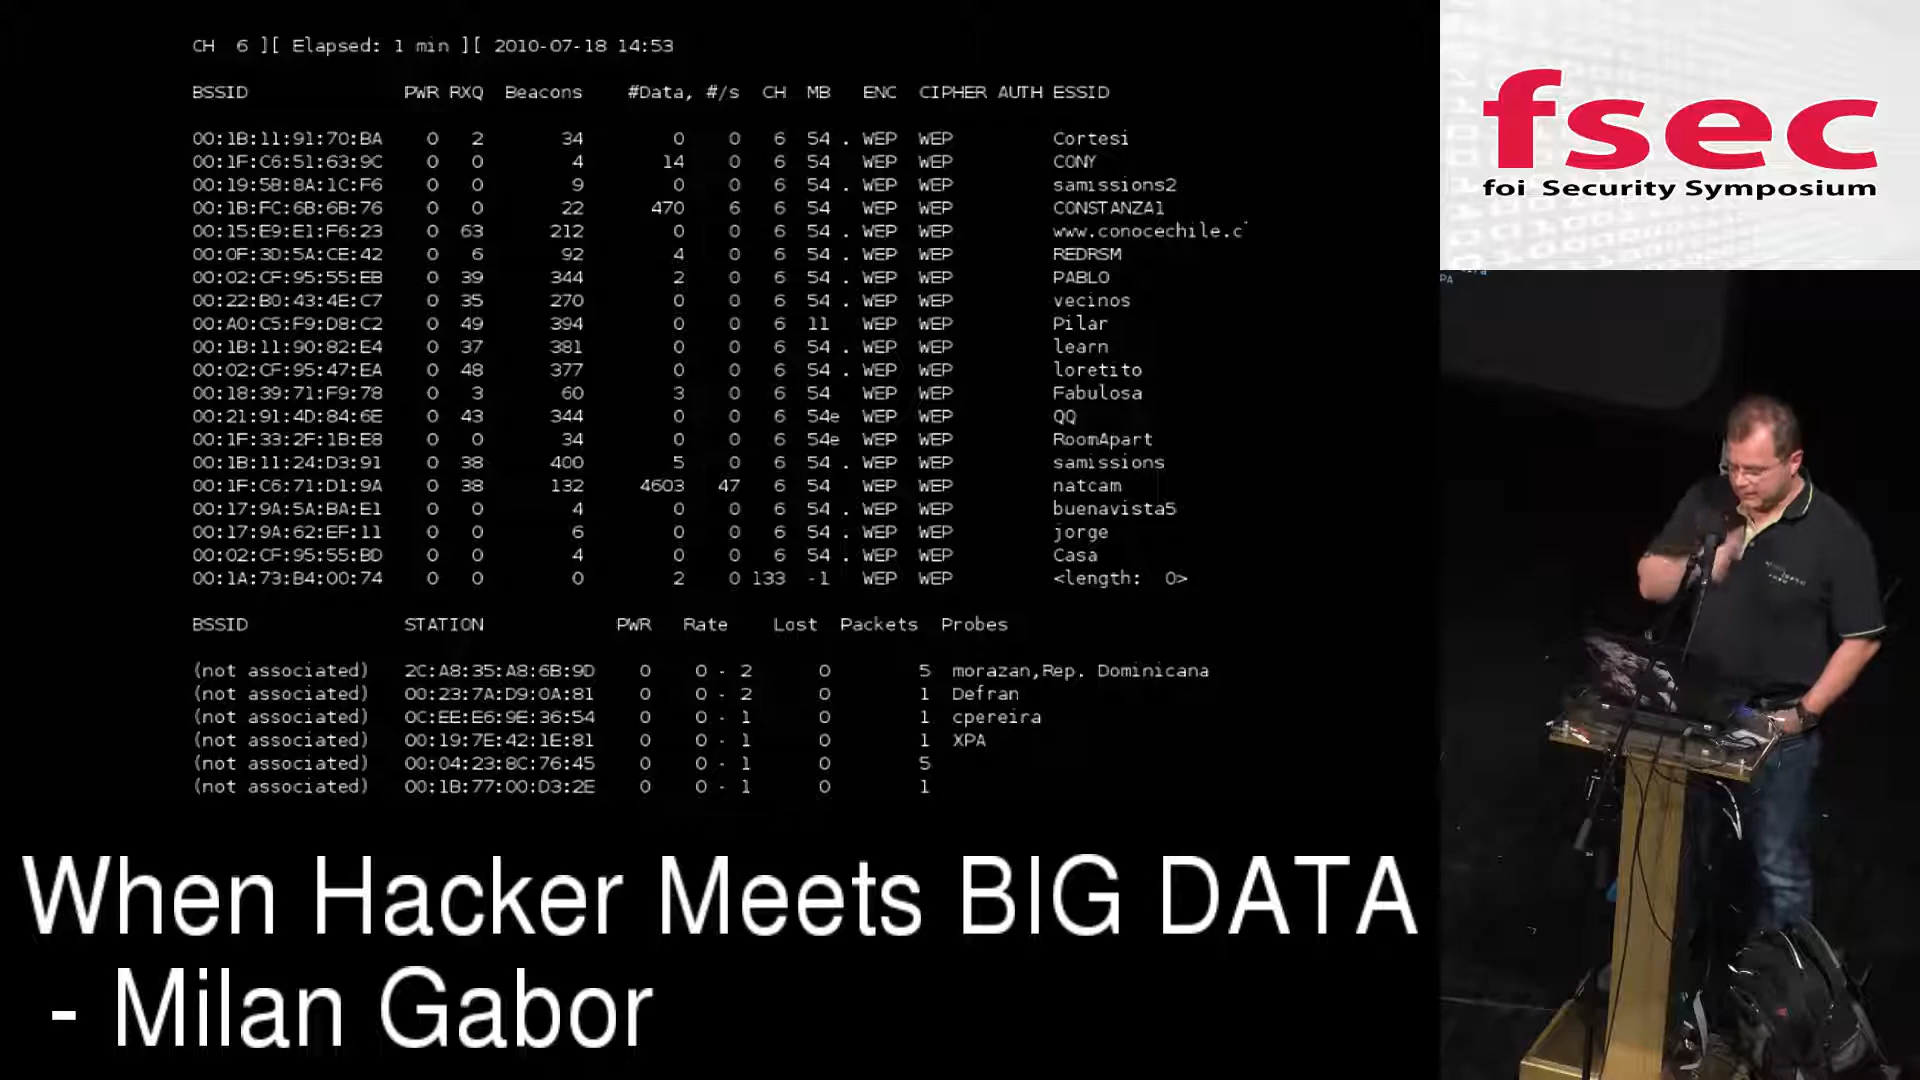 CH  6 ][ Elapsed: 1 min ][ 2010-07-18 14:53
BSSID PWR RXQ Beacons #Data, #/s CH MB ENC CIPHER AUTH ESSID
00:1B:11:91:70:BA 0 2 34 0 0 6 54 . WEP WEP Cortesi
00:1F:C6:51:63:9C 0 0 4 14 0 6 54 WEP WEP CONY
00:19:5B:8A:1C:F6 0 0 9 0 0 6 54 . WEP WEP samissions2
00:1B:FC:6B:6B:76 0 0 22 470 6 6 54 WEP WEP CONSTANZA1
00:15:E9:E1:F6:23 0 63 212 0 0 6 54 . WEP WEP www.conocechile.c
00:0F:3D:5A:CE:42 0 6 92 4 0 6 54 . WEP WEP REDRSM
00:02:CF:95:55:EB 0 39 344 2 0 6 54 . WEP WEP PABLO
00:22:B0:43:4E:C7 0 35 270 0 0 6 54 . WEP WEP vecinos
00:A0:C5:F9:D8:C2 0 49 394 0 0 6 11 WEP WEP Pilar
00:1B:11:90:82:E4 0 37 381 0 0 6 54 . WEP WEP learn
00:02:CF:95:47:EA 0 48 377 0 0 6 54 . WEP WEP loretito
00:18:39:71:F9:78 0 3 60 3 0 6 54 WEP WEP Fabulosa
00:21:91:4D:84:6E 0 43 344 0 0 6 54e WEP WEP QQ
00:1F:33:2F:1B:E8 0 0 34 0 0 6 54e WEP WEP RoomApart
00:1B:11:24:D3:91 0 38 400 5 0 6 54 . WEP WEP samissions
00:1F:C6:71:D1:9A 0 38 132 4603 47 6 54 WEP WEP natcam
00:17:9A:5A:BA:E1 0 0 4 0 0 6 54 . WEP WEP buenavista5
00:17:9A:62:EF:11 0 0 6 0 0 6 54 . WEP WEP jorge
00:02:CF:95:55:BD 0 0 4 0 0 6 54 . WEP WEP Casa
00:1A:73:B4:00:74 0 0 0 2 0 133 -1 WEP WEP <length:  0>
BSSID STATION PWR Rate Lost Packets Probes
(not associated) 2C:A8:35:A8:6B:9D 0 0 - 2 0 5 morazan,Rep. Dominicana
(not associated) 00:23:7A:D9:0A:81 0 0 - 2 0 1 Defran
(not associated) 0C:EE:E6:9E:36:54 0 0 - 1 0 1 cpereira
(not associated) 00:19:7E:42:1E:81 0 0 - 1 0 1 XPA
(not associated) 00:04:23:8C:76:45 0 0 - 1 0 5
(not associated) 00:1B:77:00:D3:2E 0 0 - 1 0 1
When Hacker Meets BIG DATA
- Milan Gabor
fsec
foi Security Symposium